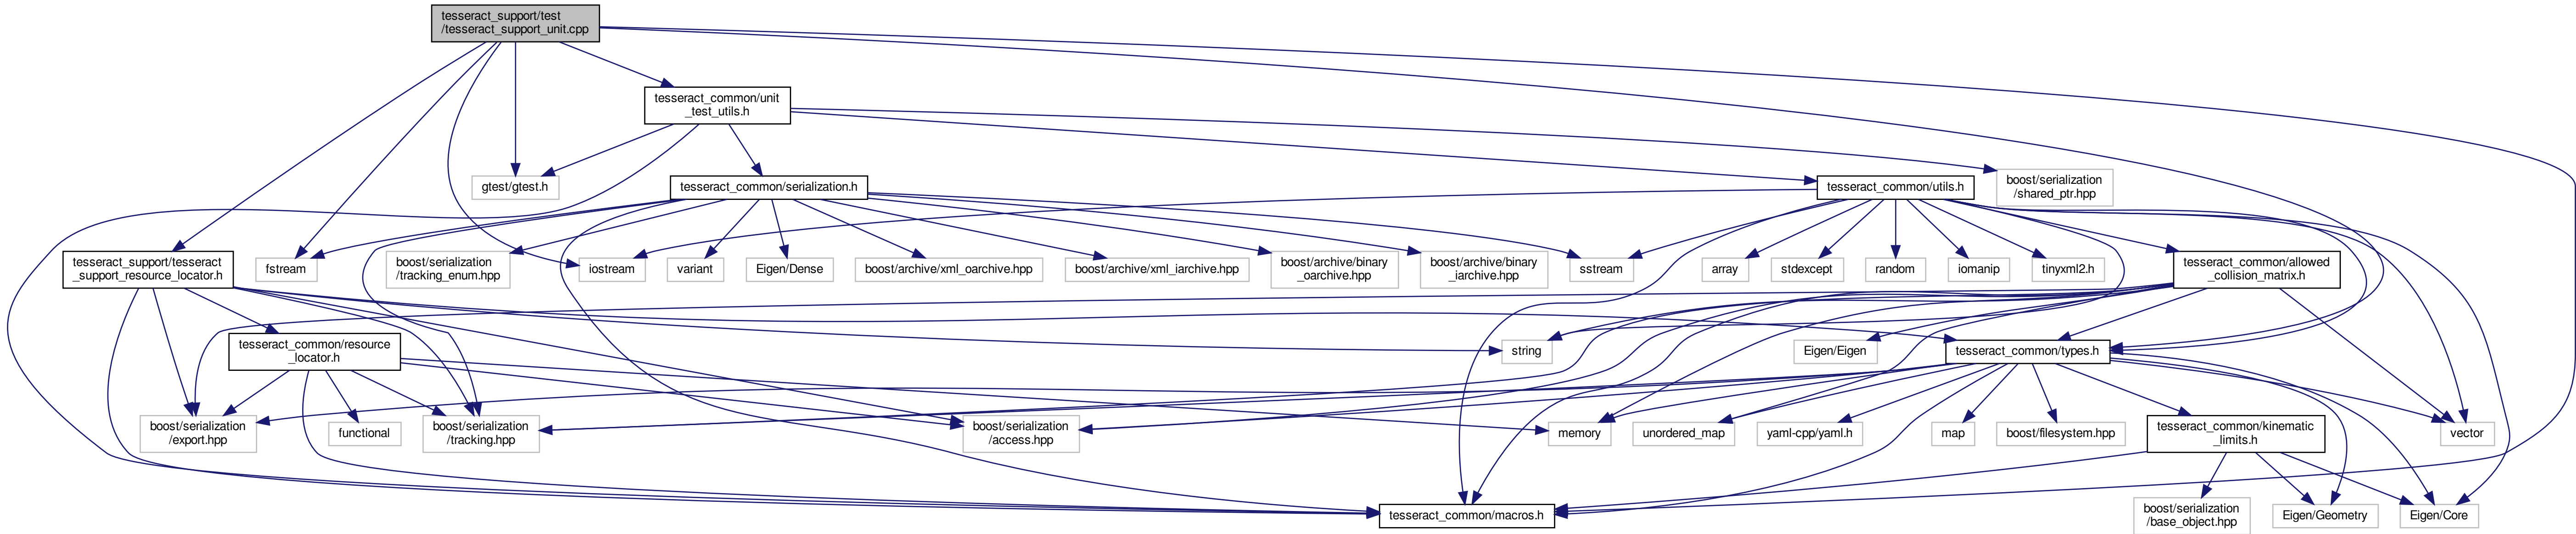 tesseract_support/test
/tesseract_support_unit.cpp
tesseract_common/unit
_test_utils.h
gtest/gtest.h
tesseract_common/serialization.h
tesseract_common/utils.h
boost/serialization
/shared_ptr.hpp
tesseract_support/tesseract
_support_resource_locator.h
fstream
boost/serialization
/tracking_enum.hpp
iostream
variant
Eigen/Dense
boost/archive/xml_oarchive.hpp
boost/archive/xml_iarchive.hpp
boost/archive/binary
_oarchive.hpp
boost/archive/binary
_iarchive.hpp
sstream
array
stdexcept
random
iomanip
tinyxml2.h
tesseract_common/allowed
_collision_matrix.h
tesseract_common/resource
_locator.h
string
Eigen/Eigen
tesseract_common/types.h
boost/serialization
/export.hpp
functional
boost/serialization
/tracking.hpp
boost/serialization
/access.hpp
memory
unordered_map
yaml-cpp/yaml.h
map
boost/filesystem.hpp
tesseract_common/kinematic
_limits.h
vector
tesseract_common/macros.h
boost/serialization
/base_object.hpp
Eigen/Geometry
Eigen/Core